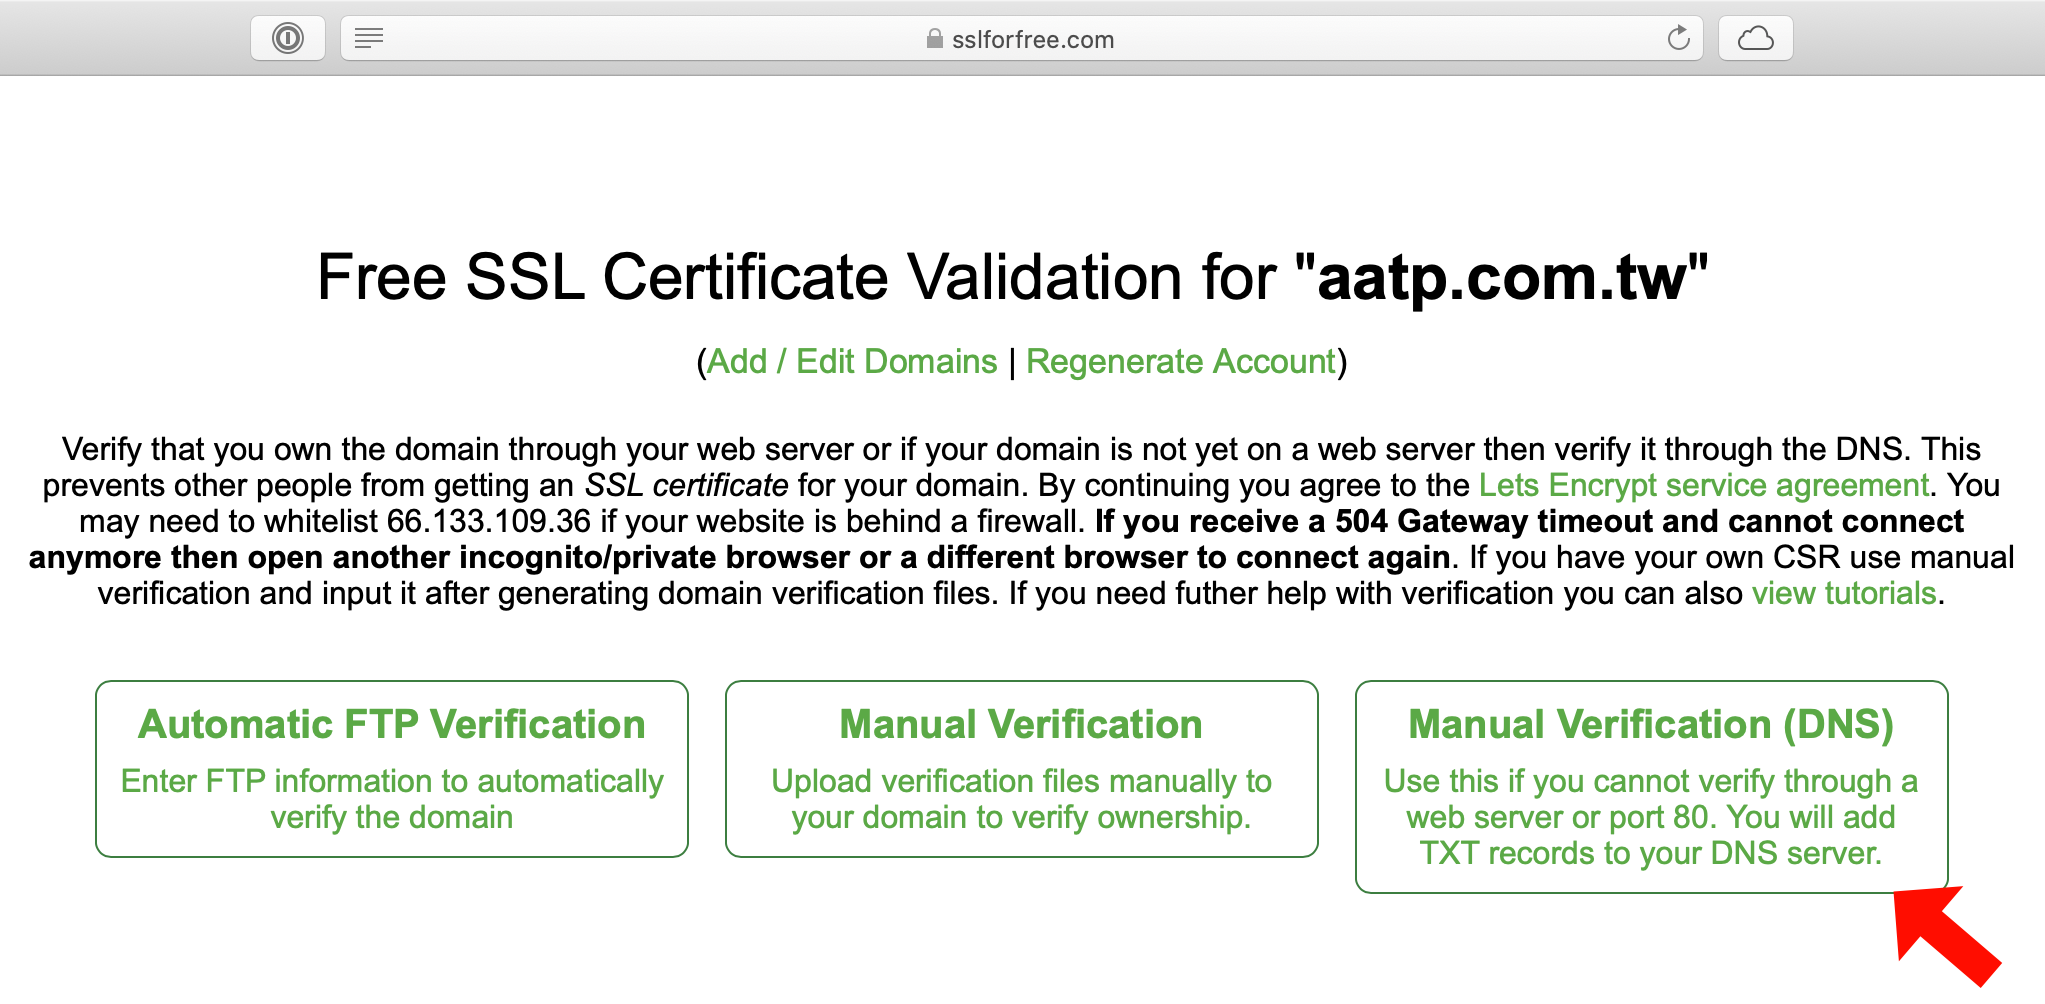 sslforfree.com
Free SSL Certificate Validation for "aatp.com.tw"
(Add / Edit Domains | Regenerate Account)
Verify that you own the domain through your web server or if your domain is not yet on a web server then verify it through the DNS. This
prevents other people from getting an SSL certificate for your domain. By continuing you agree to the Lets Encrypt service agreement. You
may need to whitelist 66.133.109.36 if your website is behind a firewall. If you receive a 504 Gateway timeout and cannot connect
anymore then open another incognito/private browser or a different browser to connect again. If you have your own CSR use manual
verification and input it after generating domain verification files. If you need futher help with verification you can also view tutorials.
Automatic FTP Verification
Enter FTP information to automatically
verify the domain
Manual Verification
Upload verification files manually to
your domain to verify ownership.
Manual Verification (DNS)
Use this if you cannot verify through a
web server or port 80. You will add
TXT records to your DNS server.